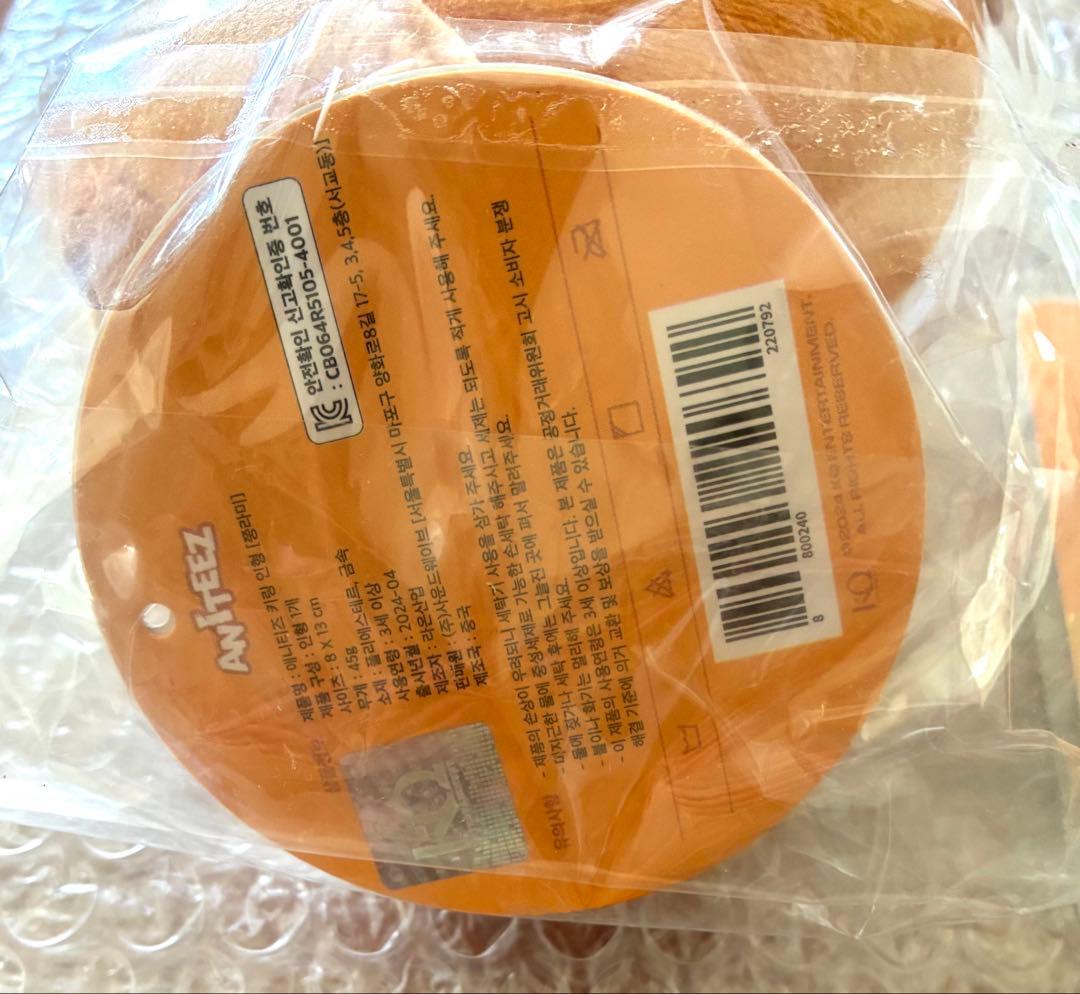 ANITEEZ
제품명 : 애니티즈 키링 인형 [쫑라미]
제품 구성 : 인형 1개
사이즈 : 8 X 13 cm
무게 : 45g
소재 : 폴리에스테르, 금속
사용연령 : 3세 이상
출시년월 : 2024-04
제조자 : 라온산업
판매원 : (주)사운드웨이브 [서울특별시 마포구 양화로8길 17-5, 3,4,5층(서교동)]
제조국 : 중국
안전확인 신고확인증 번호
: CB064R5105-4001
유의사항
- 제품의 손상이 우려되니 세탁기 사용을 삼가 주세요.
- 미지근한 물에 중성세제로 가능한 손세탁 해주시고 세제는 되도록 적게 사용해 주세요.
- 물에 젖거나 세탁 후에는 그늘진 곳에 펴서 말려주세요.
- 불이나 화기는 멀리해 주세요.
- 이 제품의 사용연령은 3세 이상입니다. 본 제품은 공정거래위원회 고시 소비자 분쟁
해결 기준에 의거 교환 및 보상을 받으실 수 있습니다.
8 800240 220792
©2024 KQ ENTERTAINMENT.
ALL RIGHTS RESERVED.